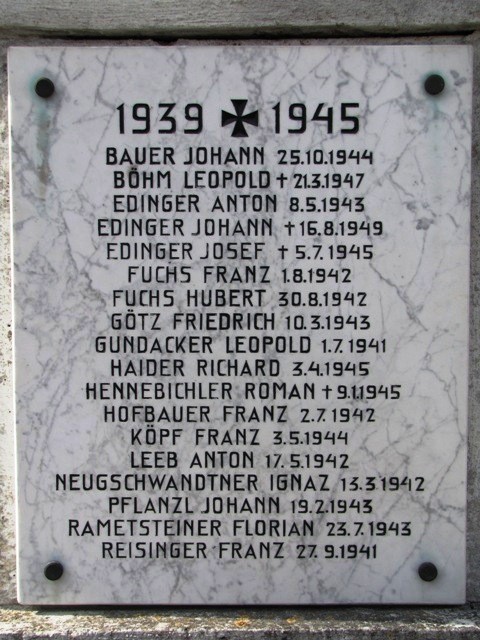 1939 ✠ 1945
BAUER JOHANN 25.10.1944
BÖHM LEOPOLD † 21.3.1947
EDINGER ANTON 8.5.1943
EDINGER JOHANN † 16.8.1949
EDINGER JOSEF † 5.7.1945
FUCHS FRANZ 1.8.1942
FUCHS HUBERT 30.8.1942
GÖTZ FRIEDRICH 10.3.1943
GUNDACKER LEOPOLD 1.7.1941
HAIDER RICHARD 3.4.1945
HENNEBICHLER ROMAN † 9.1.1945
HOFBAUER FRANZ 2.7.1942
KÖPF FRANZ 3.5.1944
LEEB ANTON 17.5.1942
NEUGSCHWANDTNER IGNAZ 13.3.1942
PFLANZL JOHANN 19.2.1943
RAMETSTEINER FLORIAN 23.7.1943
REISINGER FRANZ 27.9.1941